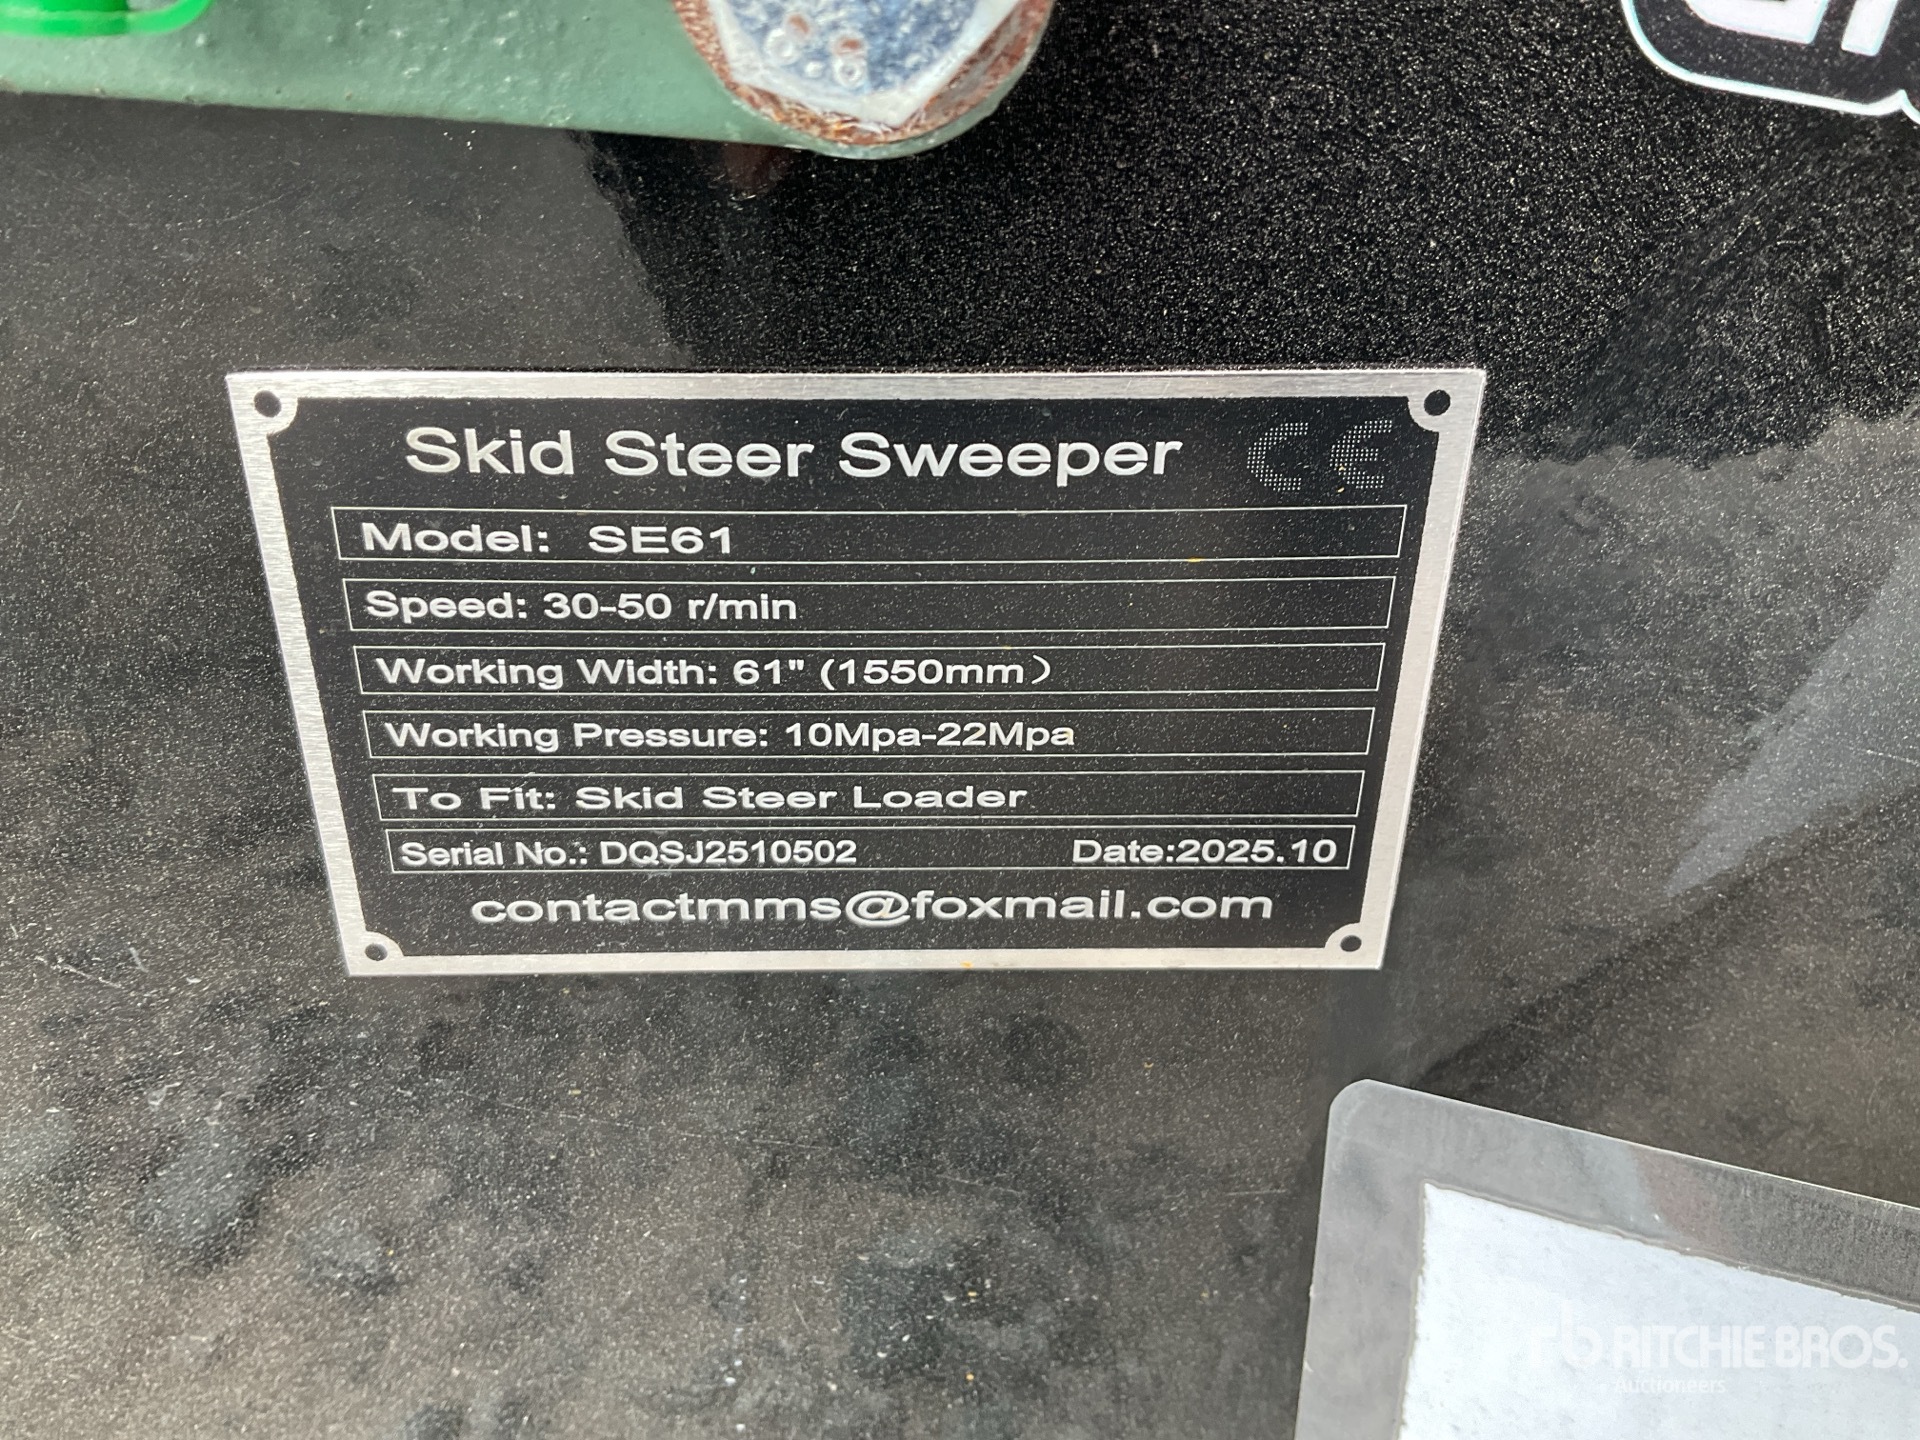 Skid Steer Sweeper CE
Model: SE61
Speed: 30-50 r/min
Working Width: 61" (1550mm）
Working Pressure: 10Mpa-22Mpa
To Fit: Skid Steer Loader
Serial No.: DQSJ2510502 Date:2025.10
contactmms@foxmail.com
rb RITCHIE BROS.
Auctioneers